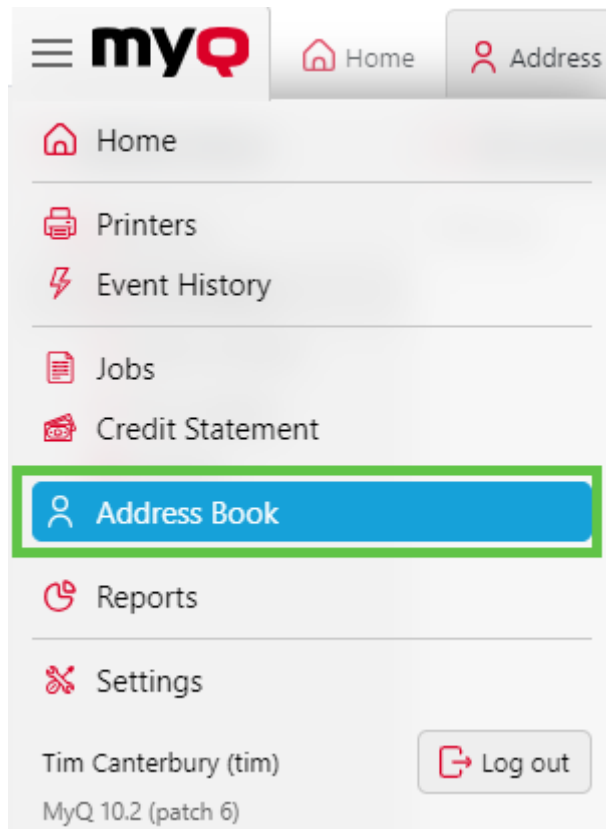 myQ Home Address
Home
Printers
Event History
Jobs
Credit Statement
Address Book
Reports
Settings
Tim Canterbury (tim) Log out
MyQ 10.2 (patch 6)